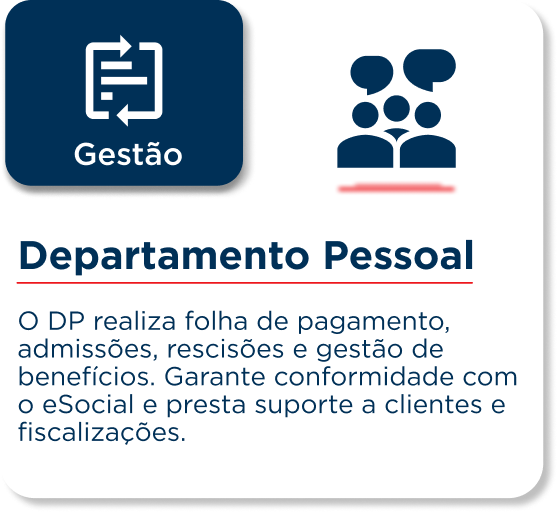 Gestão
Departamento Pessoal
O DP realiza folha de pagamento,
admissões, rescisões e gestão de
benefícios. Garante conformidade com
o eSocial e presta suporte a clientes e
fiscalizações.